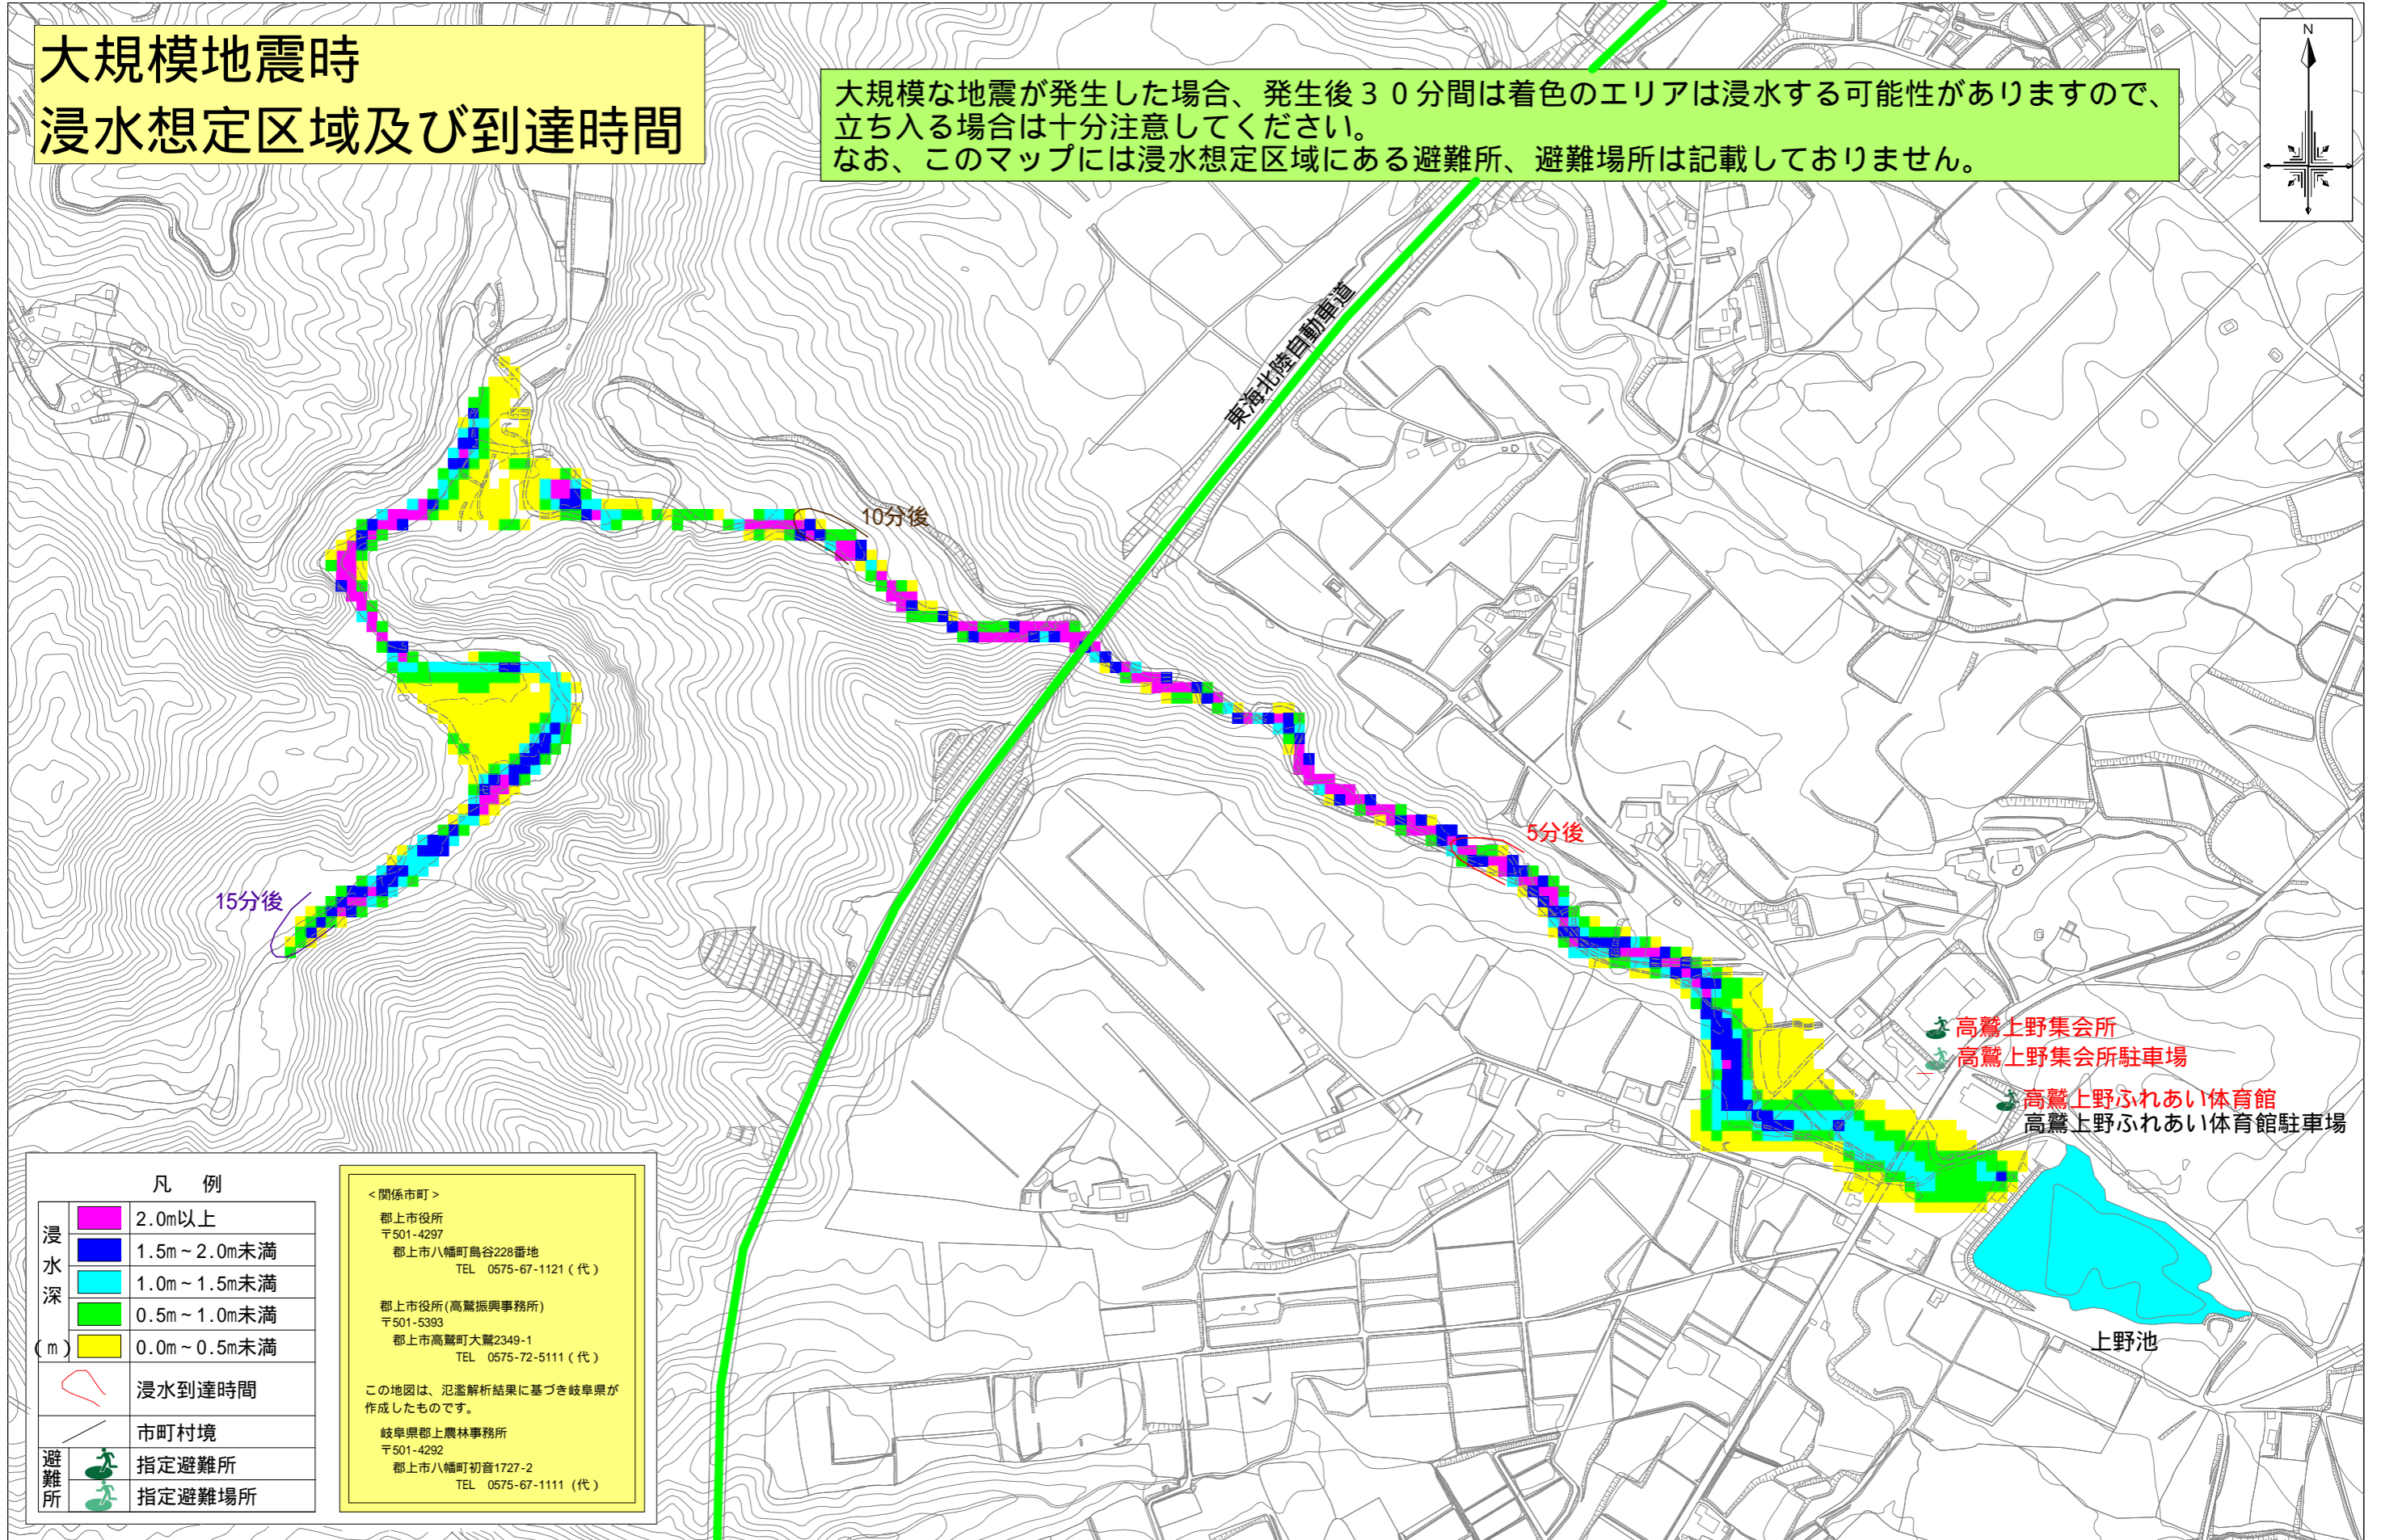 大規模地震時
浸水想定区域及び到達時間
大規模な地震が発生した場合、発生後３０分間は着色のエリアは浸水する可能性がありますので、
立ち入る場合は十分注意してください。
なお、このマップには浸水想定区域にある避難所、避難場所は記載しておりません。
N
東海北陸自動車道
10分後
5分後
15分後
高鷲上野集会所
高鷲上野集会所駐車場
高鷲上野ふれあい体育館
高鷲上野ふれあい体育館駐車場
上野池
凡 例
浸水深(m)
2.0m以上
1.5m～2.0m未満
1.0m～1.5m未満
0.5m～1.0m未満
0.0m～0.5m未満
浸水到達時間
市町村境
避難所
指定避難所
指定避難場所
＜関係市町＞
郡上市役所
〒501-4297
郡上市八幡町島谷228番地
TEL 0575-67-1121（代）
郡上市役所(高鷲振興事務所)
〒501-5393
郡上市高鷲町大鷲2349-1
TEL 0575-72-5111（代）
この地図は、氾濫解析結果に基づき岐阜県が
作成したものです。
岐阜県郡上農林事務所
〒501-4292
郡上市八幡町初音1727-2
TEL 0575-67-1111（代）